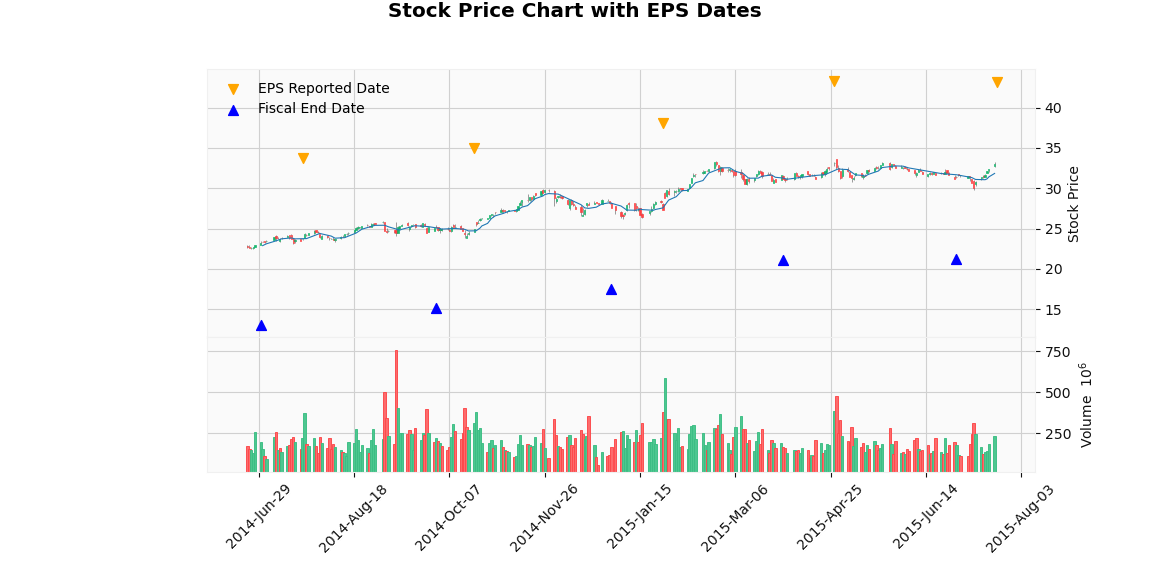 Stock Price Chart with EPS Dates
EPS Reported Date
Fiscal End Date
40
35
30
25
20
15
Stock Price
750
500
250
Volume 10^6
2014-Jun-29
2014-Aug-18
2014-Oct-07
2014-Nov-26
2015-Jan-15
2015-Mar-06
2015-Apr-25
2015-Jun-14
2015-Aug-03